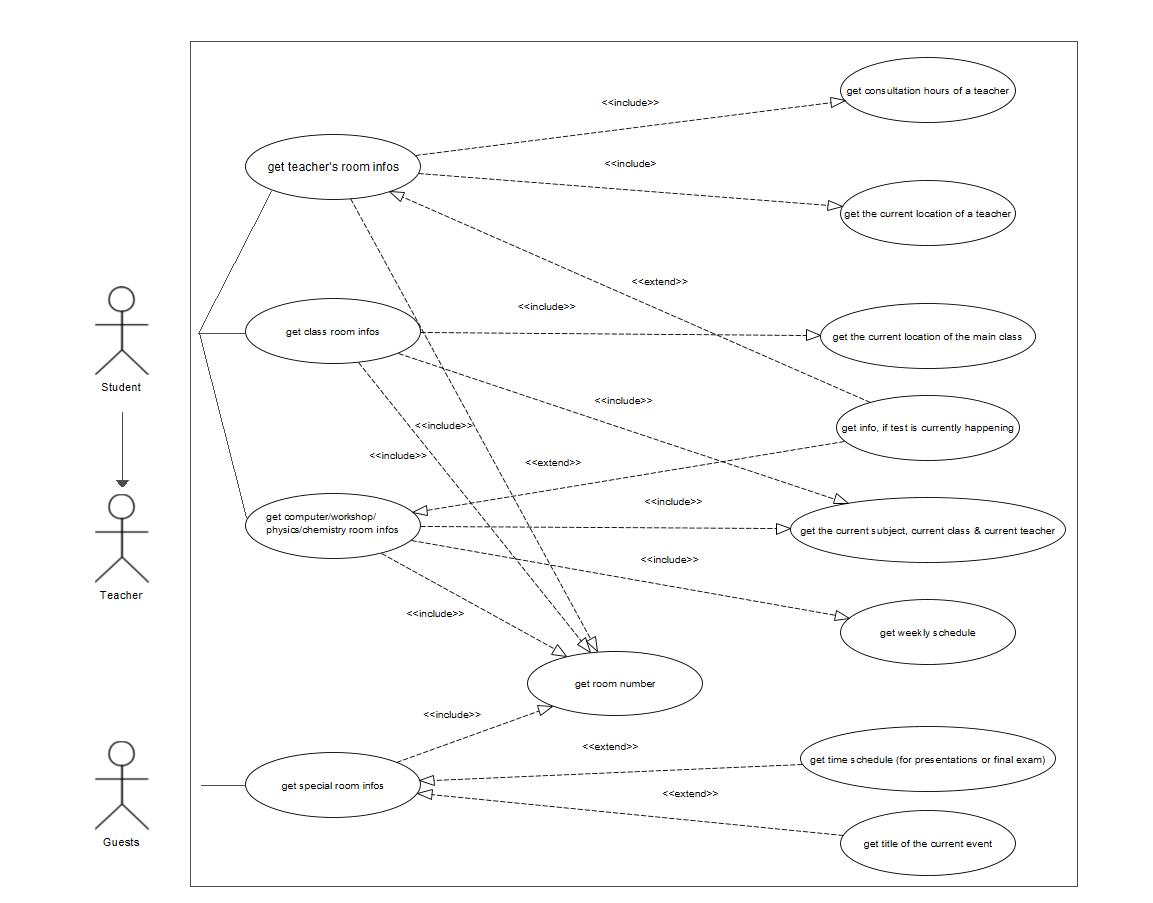 get consultation hours of a teacher
<<include>>
get teacher's room infos
<<include>
get the current location of a teacher
<<extend>>
<<include>>
get class room infos
get the current location of the main class
Student
<<include>>
<<include>>
get info, if test is currently happening
<<include>>
<<extend>>
<<include>>
get computer/workshop/
physics/chemistry room infos
get the current subject, current class & current teacher
<<include>>
Teacher
<<include>>
get weekly schedule
get room number
<<include>>
<<extend>>
get time schedule (for presentations or final exam)
get special room infos
<<extend>>
Guests
get title of the current event